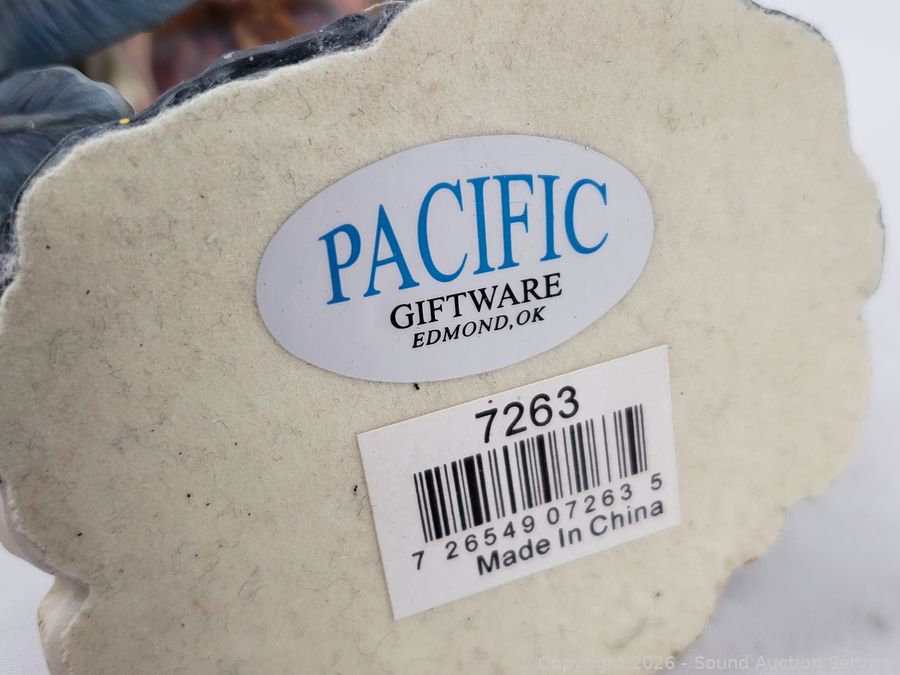 PACIFIC
GIFTWARE
EDMOND,OK
7263
7 26549 07263 5
Made In China
Copyright 2026 - Sound Auction Service